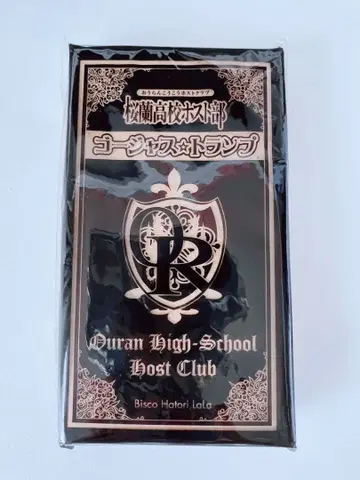 おうらんこうこうホストクラブ
桜蘭高校ホスト部
ゴージャス☆トランプ
OR
Ouran High-School
Host Club
Bisco Hatori,LaLa